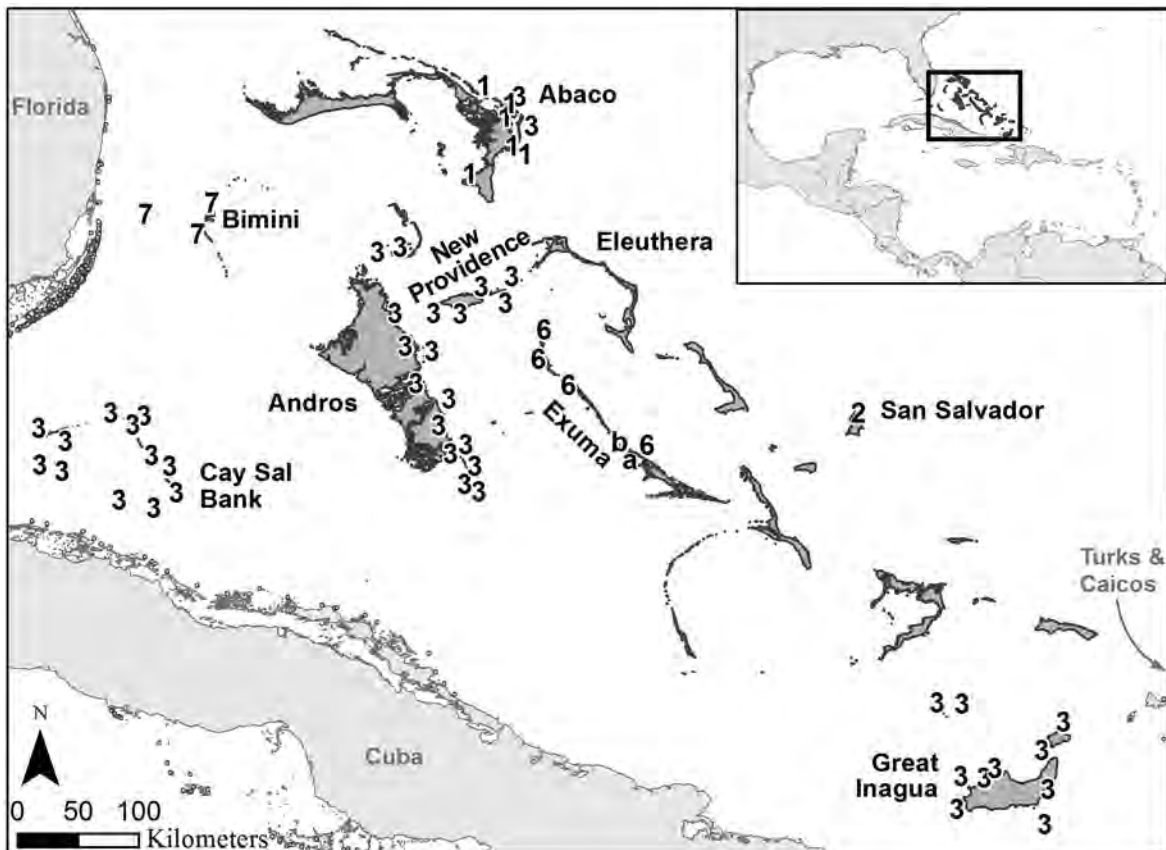 Florida
1
3
Abaco
1
1
3
1
1
1
7
7
Bimini
7
3
3
New
Providence
Eleuthera
3
3
3
3
3
3
3
3
6
6
6
3
3
Andros
3
3
3
3
3
3
3
Exuma
b
6
a
2
San Salvador
3
3
3
3
3
3
3
3
3
3
3
3
Cay Sal
Bank
Turks &
Caicos
3
3
3
3
3
3
3
3
3
3
Great
Inagua
Cuba
N
0 50 100
Kilometers